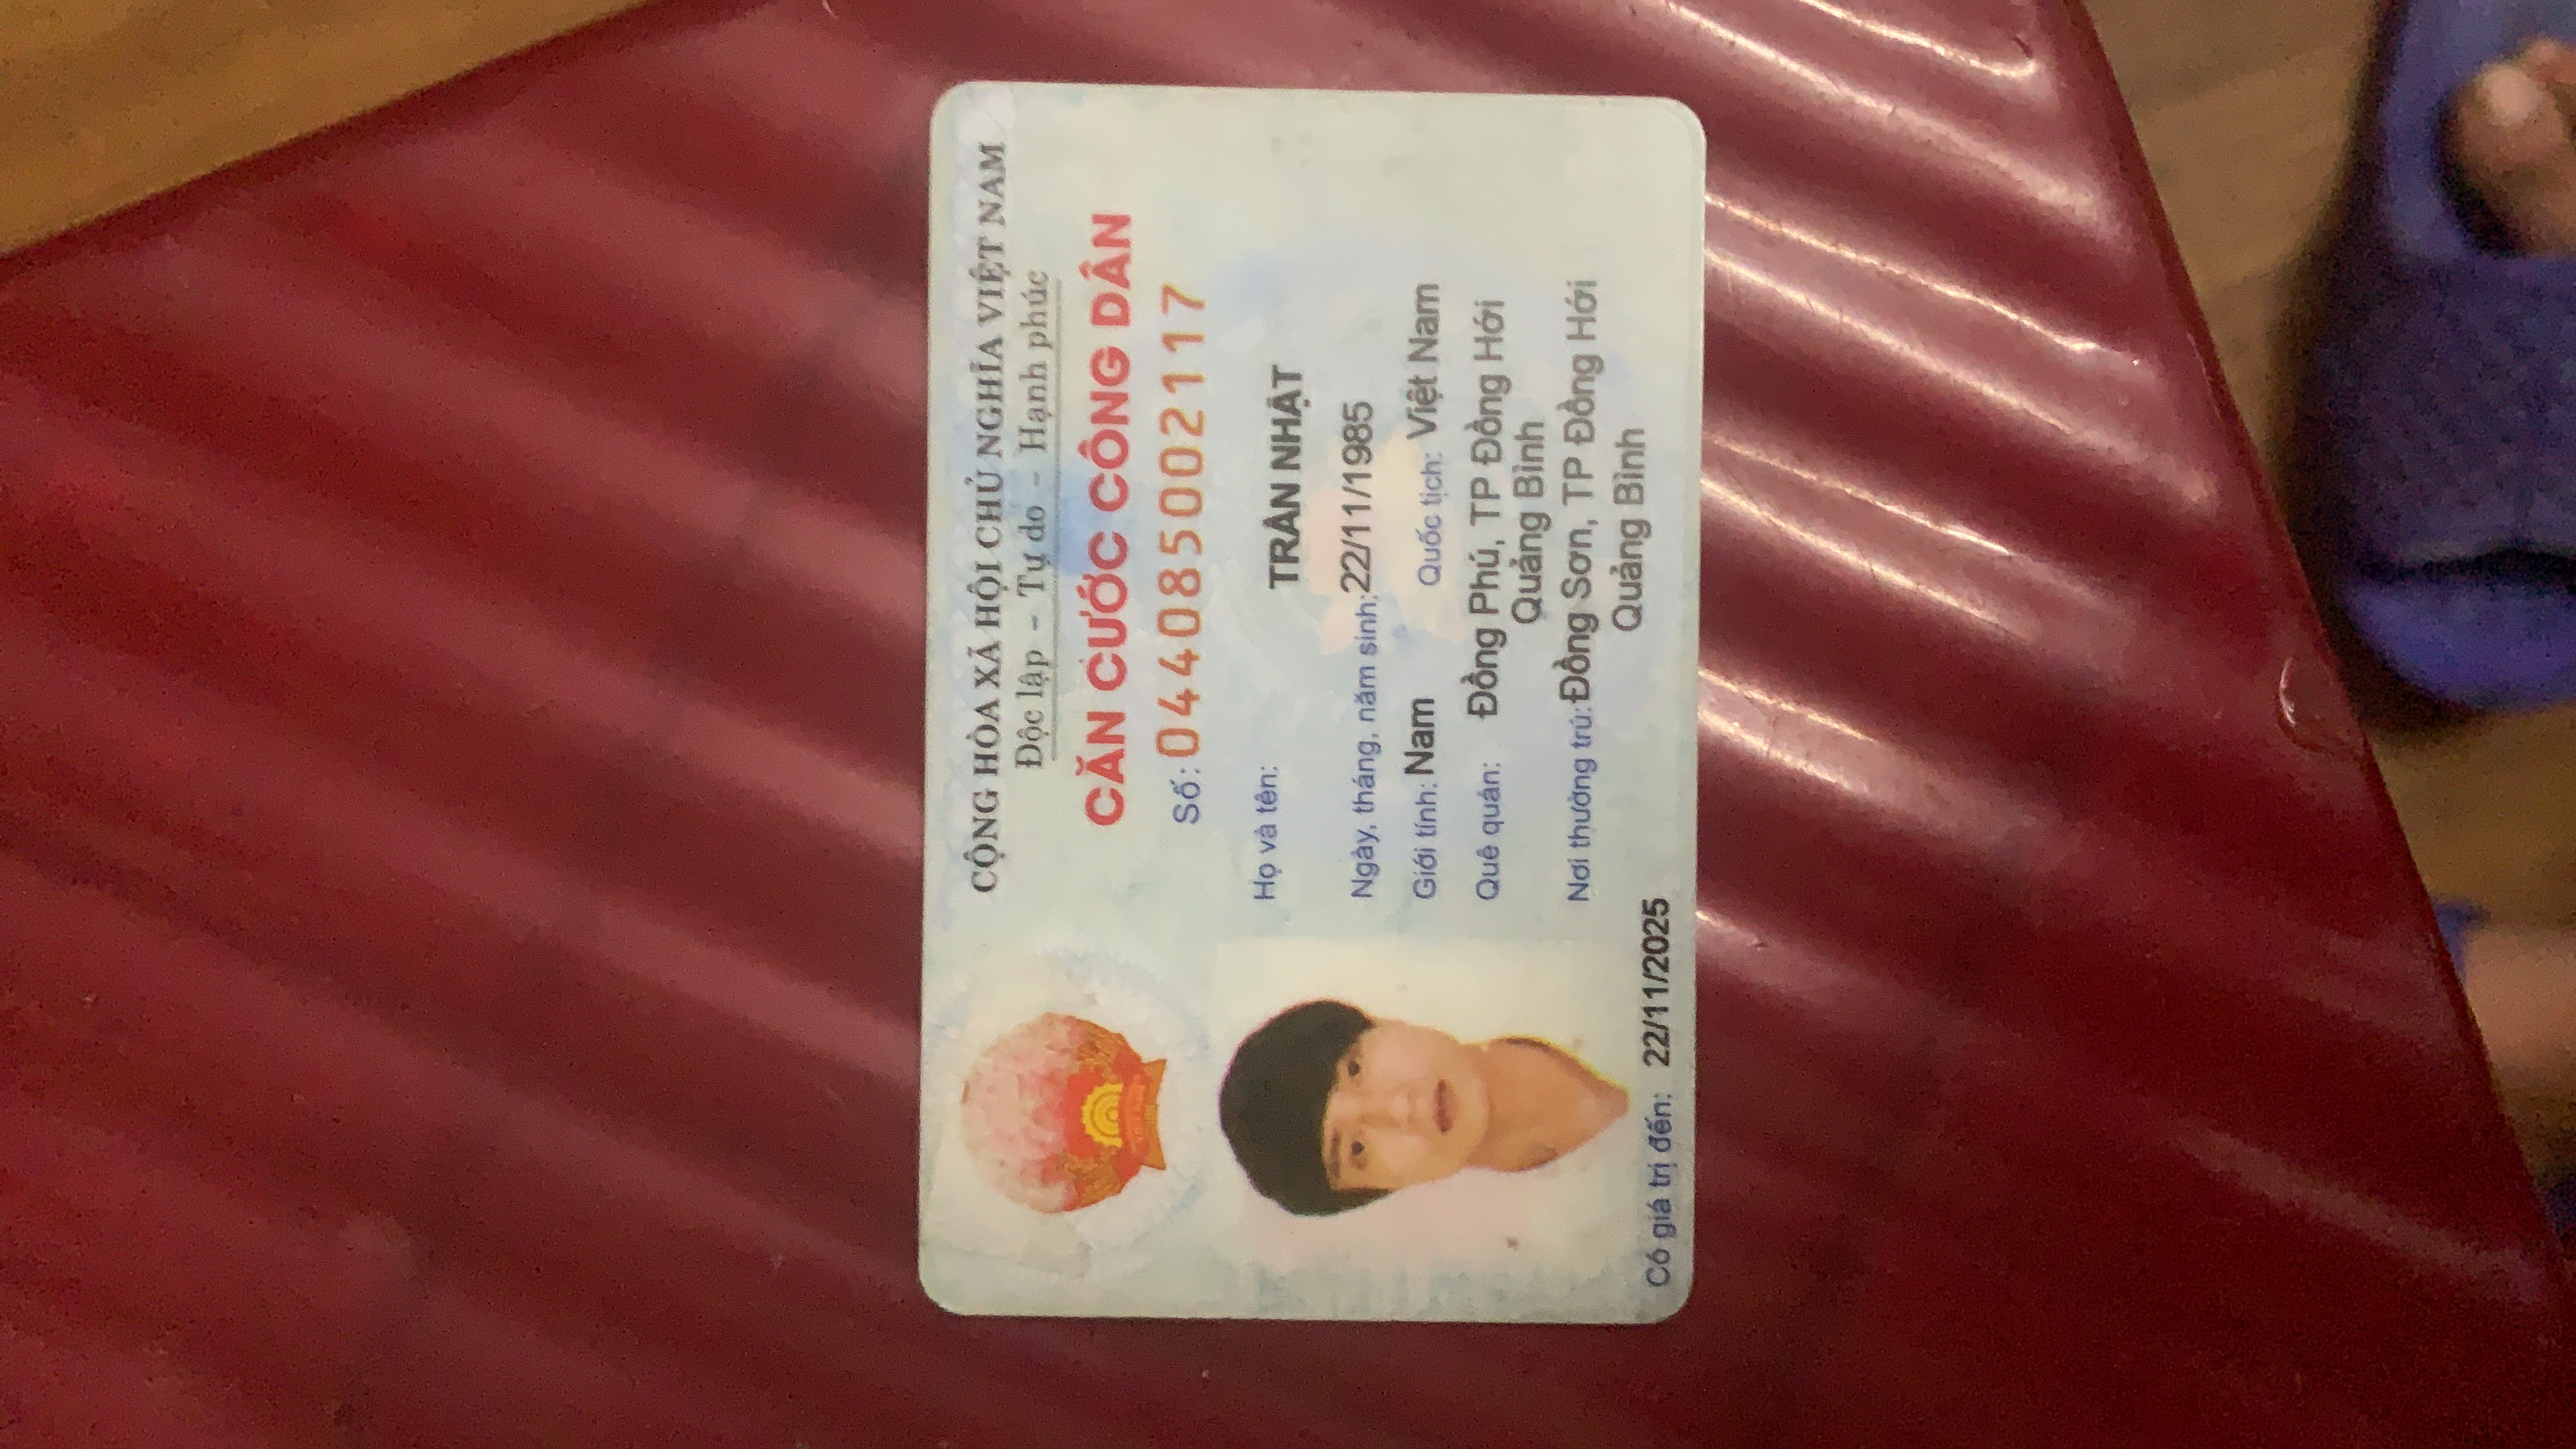 CỘNG HÒA XÃ HỘI CHỦ NGHĨA VIỆT NAM
Độc lập - Tự do - Hạnh phúc
CĂN CƯỚC CÔNG DÂN
Số: 044085002117
Họ và tên: TRẦN NHẬT
Ngày, tháng, năm sinh: 22/11/1985
Giới tính: Nam Quốc tịch: Việt Nam
Quê quán: Đồng Phú, TP Đồng Hới
Quảng Bình
Nơi thường trú: Đồng Sơn, TP Đồng Hới
Quảng Bình
Có giá trị đến: 22/11/2025